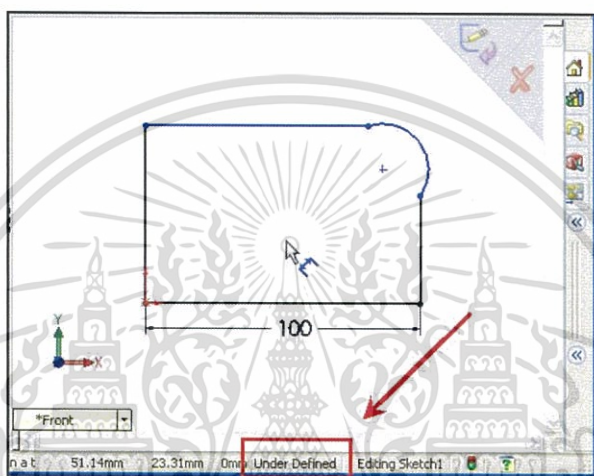 100
Y
X
*Front
n a t 51.14mm 23.31mm 0mm Under Defined Editing Sketch1